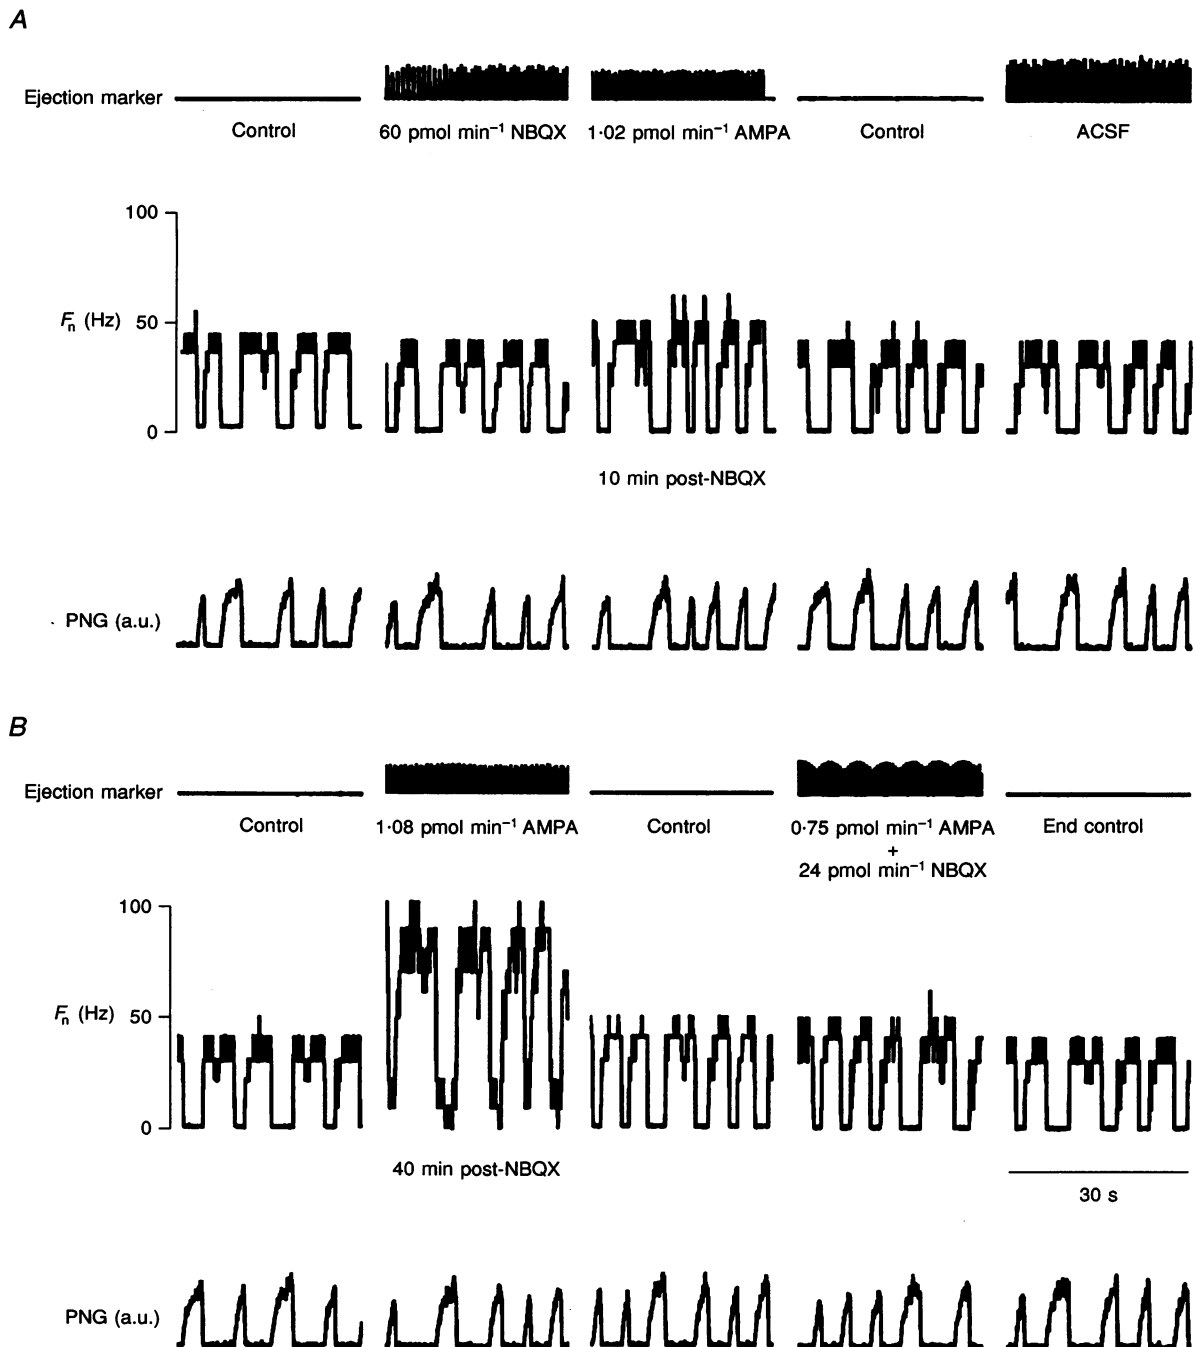 A
Ejection marker
Control
60 pmol min⁻¹ NBQX
1·02 pmol min⁻¹ AMPA
Control
ACSF
100
Fn (Hz) 50
0
10 min post-NBQX
PNG (a.u.)
B
Ejection marker
Control
1·08 pmol min⁻¹ AMPA
Control
0·75 pmol min⁻¹ AMPA
+
24 pmol min⁻¹ NBQX
End control
100
Fn (Hz) 50
0
40 min post-NBQX
30 s
PNG (a.u.)